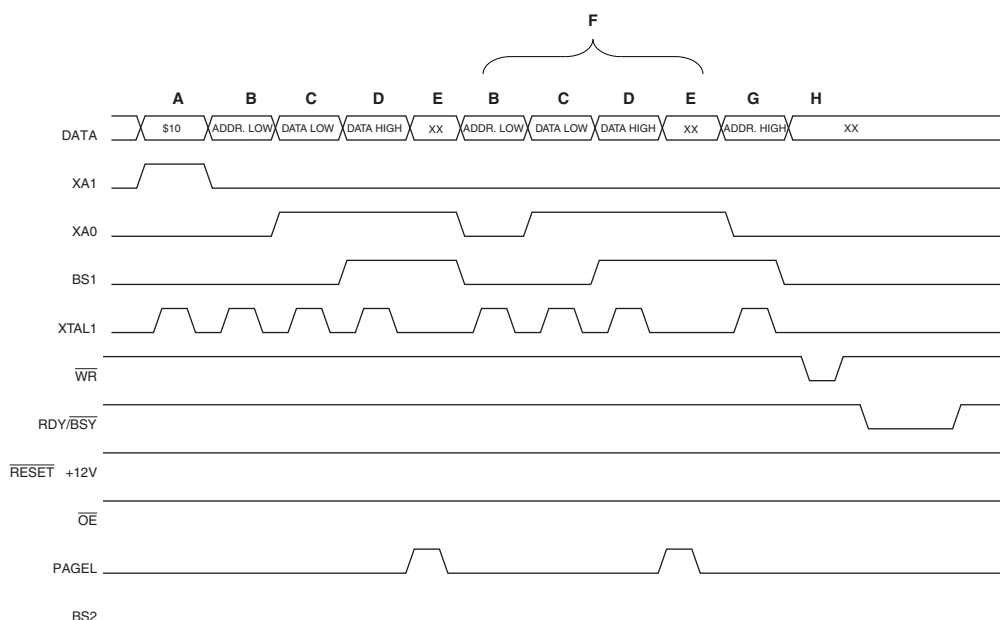 F
A B C D E B C D E G H
DATA $10 ADDR. LOW DATA LOW DATA HIGH XX ADDR. LOW DATA LOW DATA HIGH XX ADDR. HIGH XX
XA1
XA0
BS1
XTAL1
WR
RDY/BSY
RESET +12V
OE
PAGEL
BS2